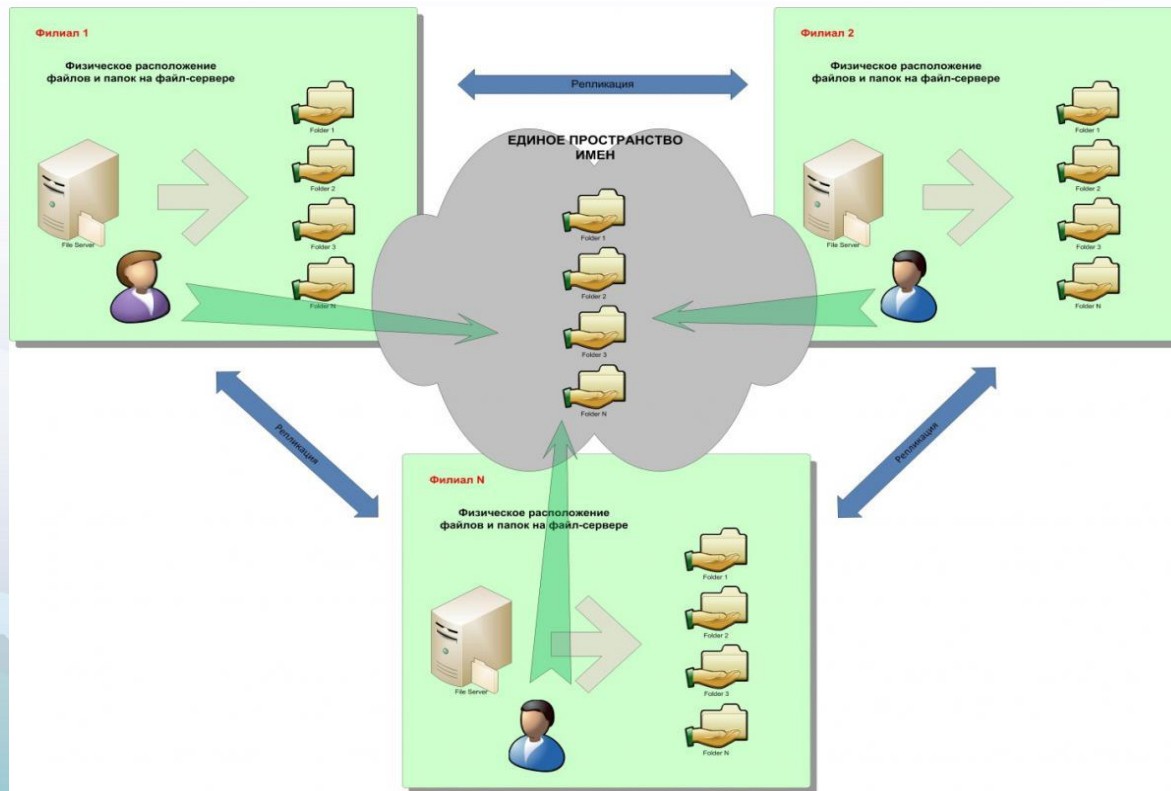 Филиал 1
Физическое расположение
файлов и папок на файл-сервере
Folder 1
Folder 2
Folder 3
Folder N
File Server
Репликация
Филиал 2
Физическое расположение
файлов и папок на файл-сервере
Folder 1
Folder 2
Folder 3
Folder N
File Server
ЕДИНОЕ ПРОСТРАНСТВО
ИМЕН
Folder 1
Folder 2
Folder 3
Folder N
Репликация
Репликация
Филиал N
Физическое расположение
файлов и папок на файл-сервере
Folder 1
Folder 2
Folder 3
Folder N
File Server